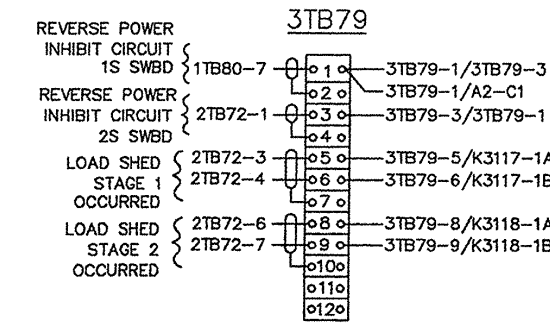 3TB79
REVERSE POWER
INHIBIT CIRCUIT
1S SWBD
1TB80-7
1
3TB79-1/3TB79-3
2
3TB79-1/A2-C1
REVERSE POWER
INHIBIT CIRCUIT
2S SWBD
2TB72-1
3
3TB79-3/3TB79-1
4
LOAD SHED
STAGE 1
OCCURRED
2TB72-3
5
3TB79-5/K3117-1A
2TB72-4
6
3TB79-6/K3117-1B
7
LOAD SHED
STAGE 2
OCCURRED
2TB72-6
8
3TB79-8/K3118-1A
2TB72-7
9
3TB79-9/K3118-1B
10
11
12